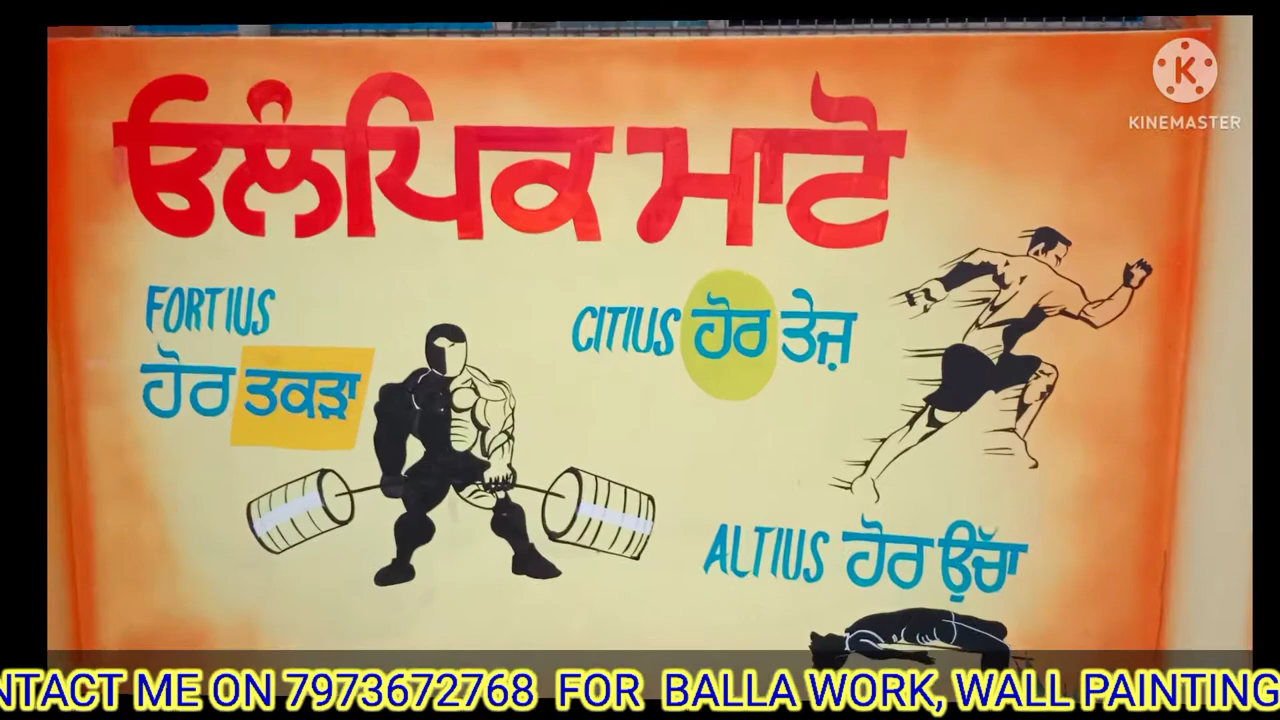 ਓਲੰਪਿਕ ਮਾਟੋ
KINEMASTER
FORTIUS
ਹੋਰ ਤਕੜਾ
CITIUS ਹੋਰ ਤੇਜ਼
ALTIUS ਹੋਰ ਉੱਚਾ
NTACT ME ON 7973672768 FOR BALLA WORK, WALL PAINTING